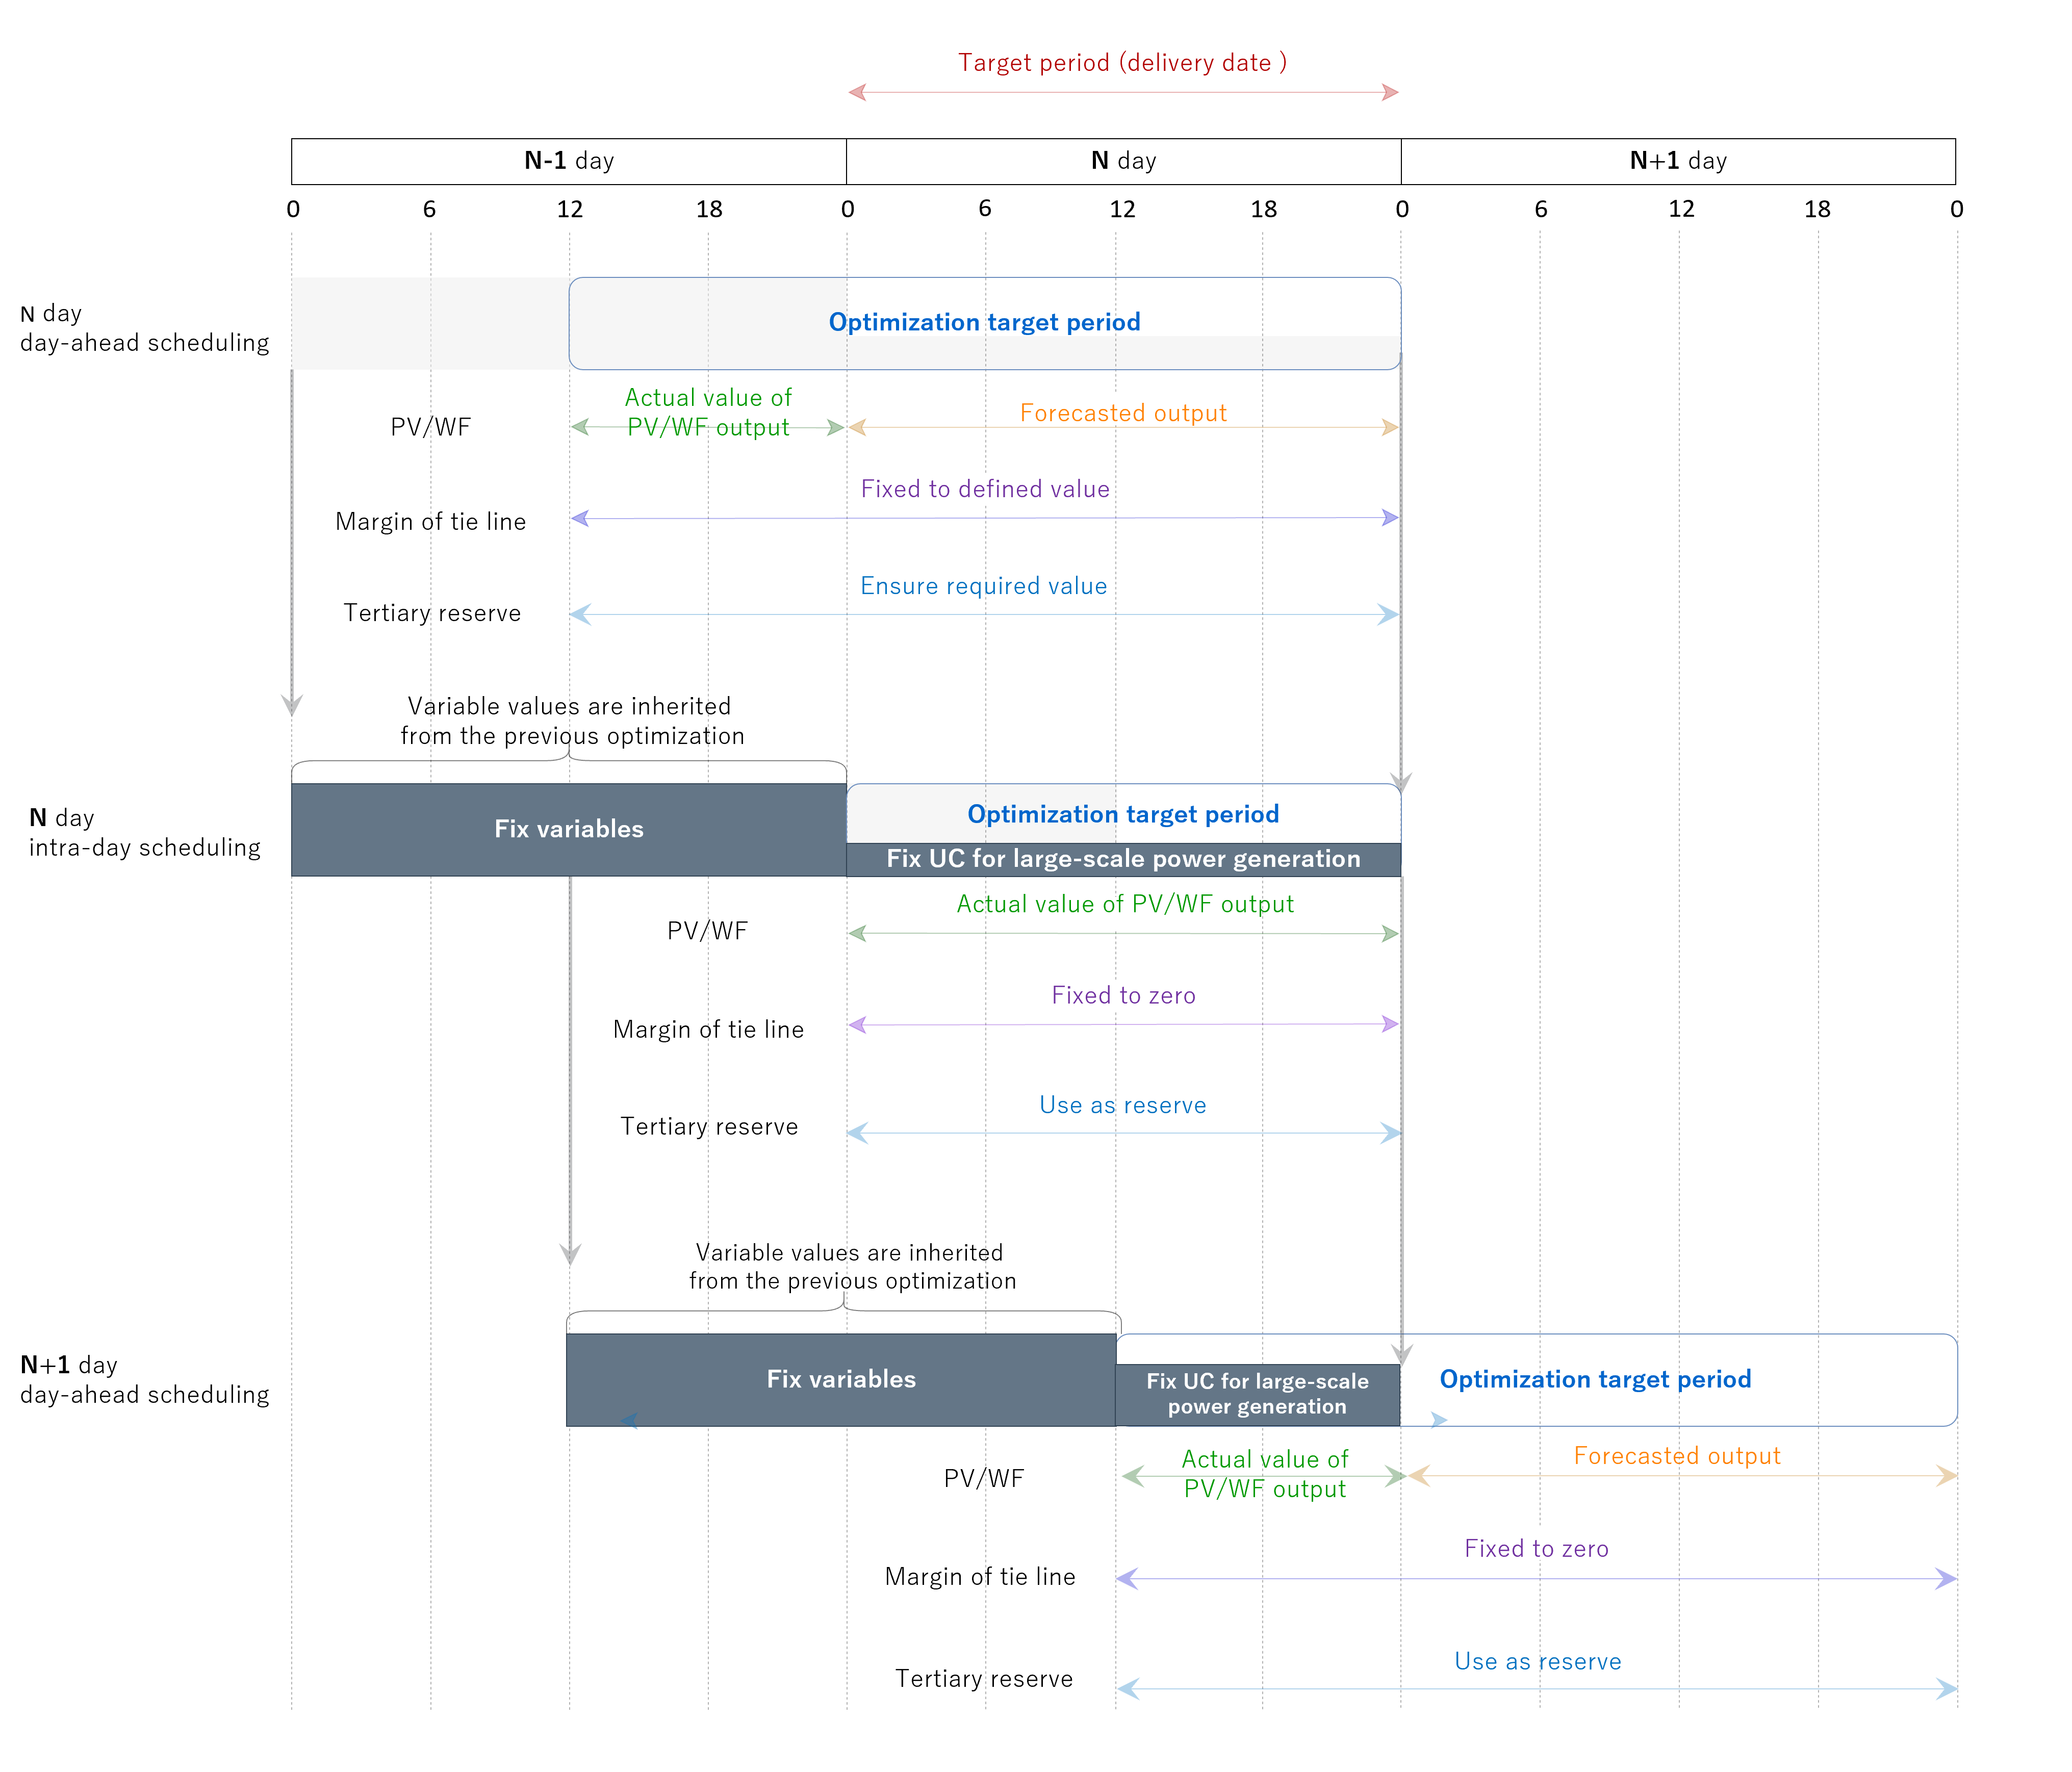 Target period (delivery date )
N-1 day
N day
N+1 day
0 6 12 18 0 6 12 18 0 6 12 18 0
N day
day-ahead scheduling
Optimization target period
PV/WF
Actual value of
PV/WF output
Forecasted output
Margin of tie line
Fixed to defined value
Tertiary reserve
Ensure required value
Variable values are inherited
from the previous optimization
N day
intra-day scheduling
Fix variables
Optimization target period
Fix UC for large-scale power generation
PV/WF
Actual value of PV/WF output
Margin of tie line
Fixed to zero
Tertiary reserve
Use as reserve
Variable values are inherited
from the previous optimization
N+1 day
day-ahead scheduling
Fix variables
Fix UC for large-scale
power generation
Optimization target period
PV/WF
Actual value of
PV/WF output
Forecasted output
Margin of tie line
Fixed to zero
Tertiary reserve
Use as reserve